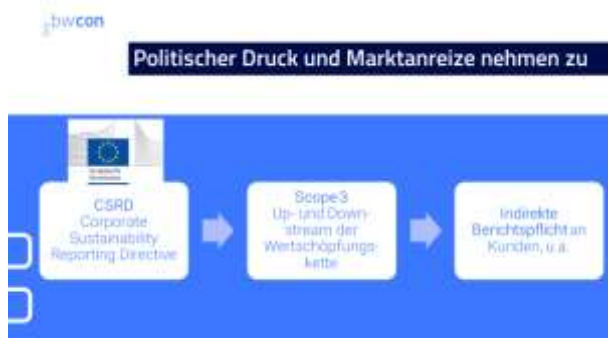 bwcon
Politischer Druck und Marktanreize nehmen zu
CSRD
Corporate
Sustainability
Reporting Directive
Scope 3
Up- und Down-
stream der
Wertschöpfungs-
kette
Indirekte
Berichtspflicht an
Kunden, u.a.